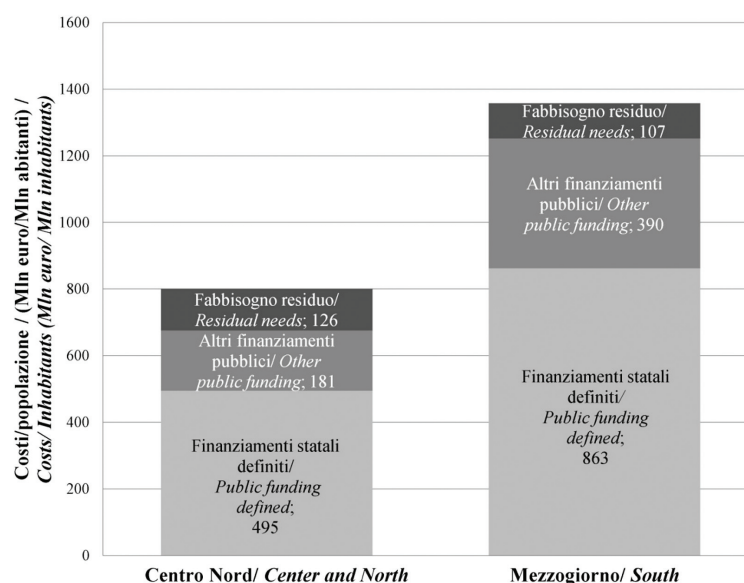 Costi/popolazione / (Mln euro/Mln abitanti) /
Costs/ Inhabitants (Mln euro/ Mln inhabitants)
1600
1400
1200
1000
800
600
400
200
0
Fabbisogno residuo/
Residual needs; 126
Altri finanziamenti
pubblici/ Other
public funding; 181
Finanziamenti statali
definiti/
Public funding
defined;
495
Fabbisogno residuo/
Residual needs; 107
Altri finanziamenti
pubblici/ Other
public funding; 390
Finanziamenti statali
definiti/
Public funding
defined;
863
Centro Nord/ Center and North
Mezzogiorno/ South